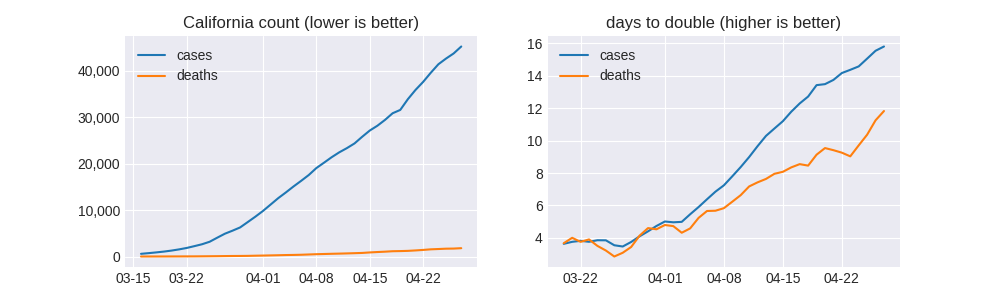 California count (lower is better)
cases
deaths
40,000
30,000
20,000
10,000
0
03-15 03-22 04-01 04-08 04-15 04-22
days to double (higher is better)
cases
deaths
16
14
12
10
8
6
4
03-22 04-01 04-08 04-15 04-22